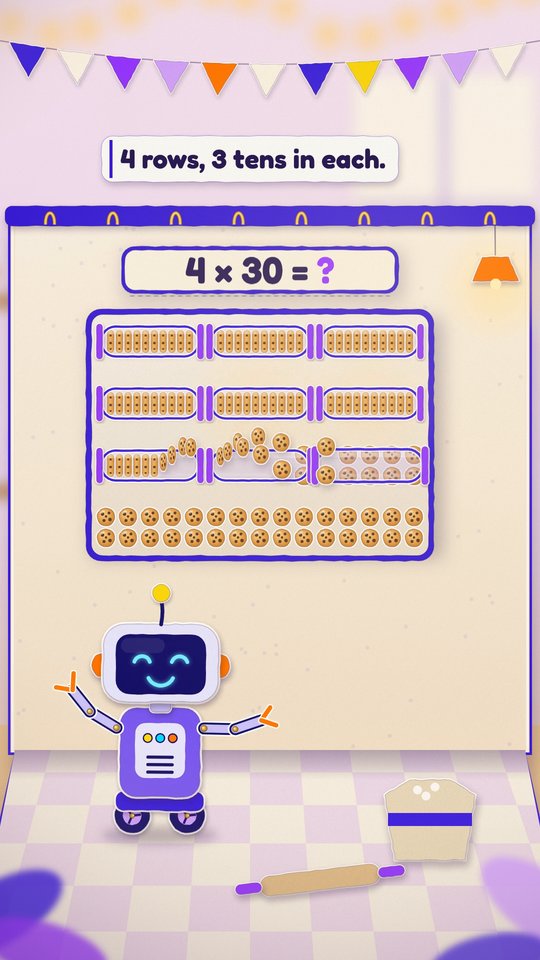 4 rows, 3 tens in each.
4 × 30 = ?